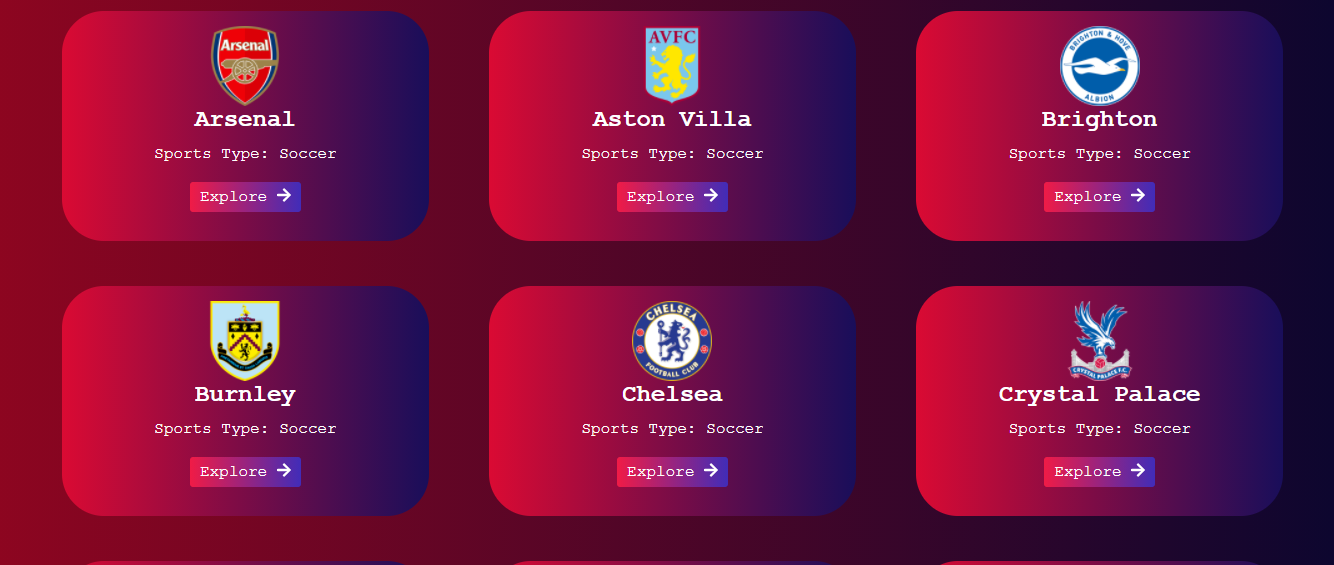 Arsenal
Arsenal
Sports Type: Soccer
Explore
AVFC
Aston Villa
Sports Type: Soccer
Explore
BRIGHTON & HOVE
ALBION
Brighton
Sports Type: Soccer
Explore
Burnley
Sports Type: Soccer
Explore
CHELSEA
FOOTBALL CLUB
Chelsea
Sports Type: Soccer
Explore
CRYSTAL PALACE F.C.
Crystal Palace
Sports Type: Soccer
Explore